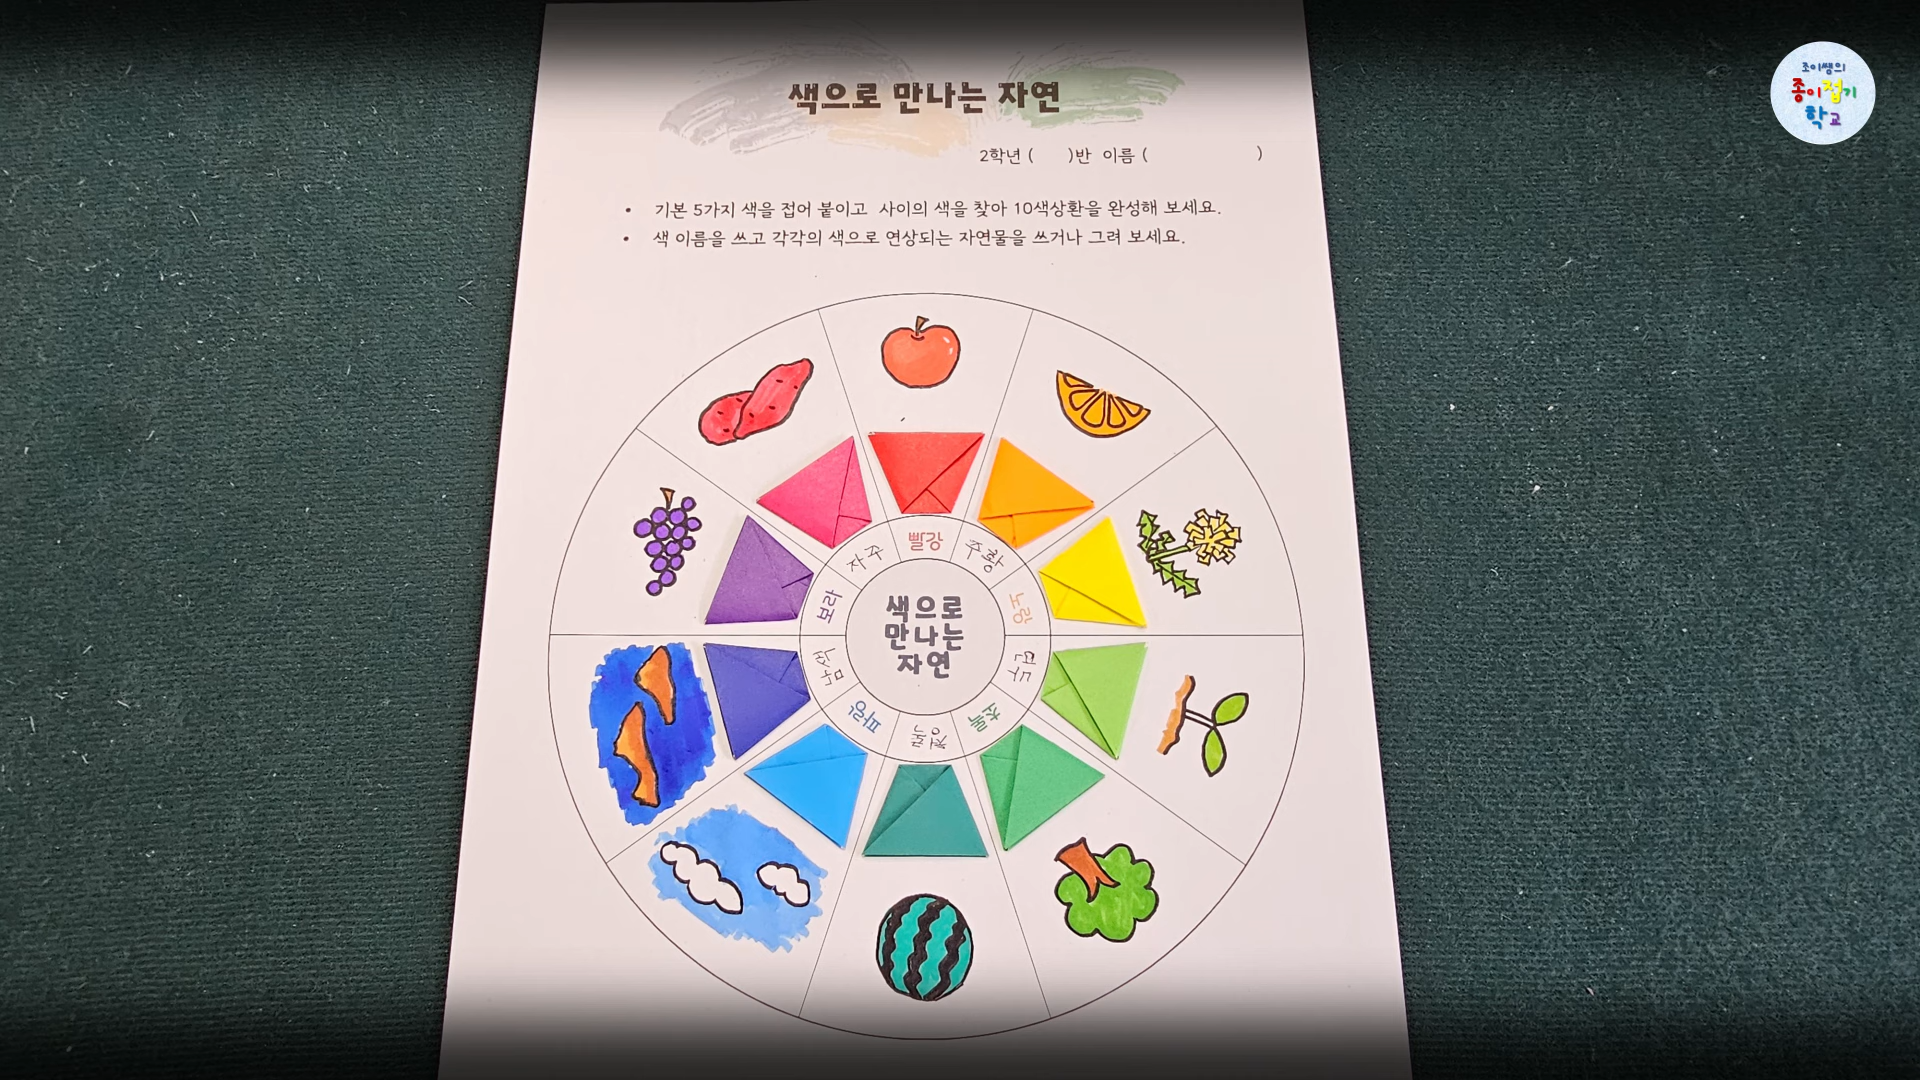 색으로 만나는 자연
조이쌤의
종이접기
학교
2학년 (      )반  이름 (                    )
• 기본 5가지 색을 접어 붙이고  사이의 색을 찾아 10색상환을 완성해 보세요.
• 색 이름을 쓰고 각각의 색으로 연상되는 자연물을 쓰거나 그려 보세요.
빨강
주황
노랑
연두
초록
청록
파랑
남색
보라
자주
색으로
만나는
자연